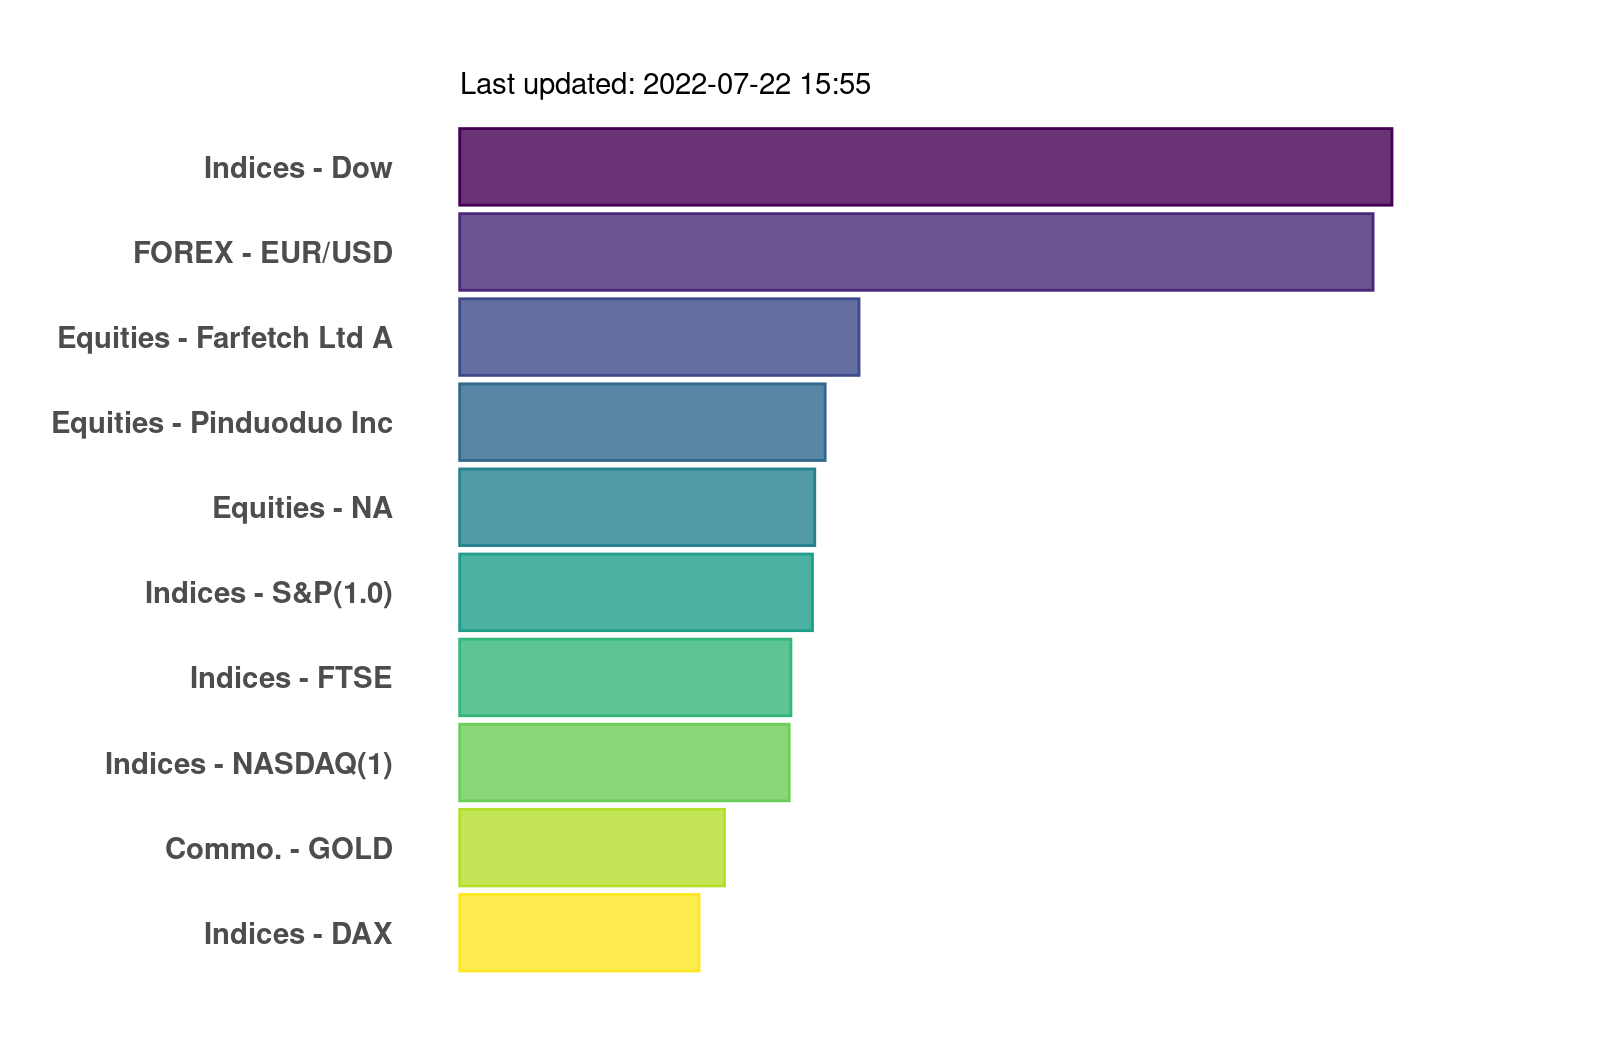 Last updated: 2022-07-22 15:55
Indices - Dow
FOREX - EUR/USD
Equities - Farfetch Ltd A
Equities - Pinduoduo Inc
Equities - NA
Indices - S&P(1.0)
Indices - FTSE
Indices - NASDAQ(1)
Commo. - GOLD
Indices - DAX